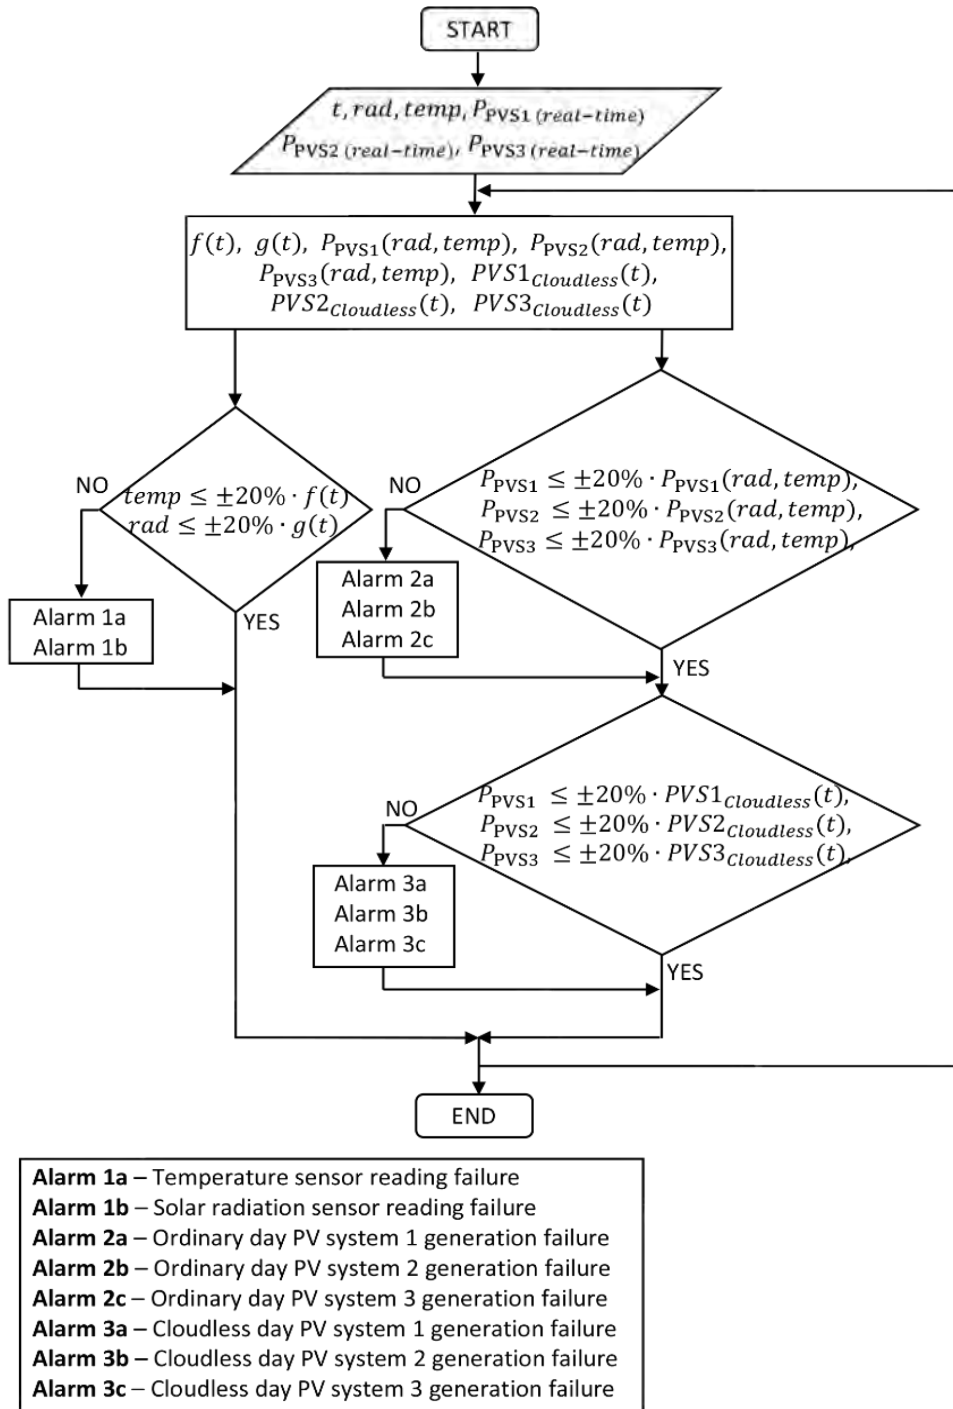 START
t, rad, temp, P_PVS1 (real−time)
P_PVS2 (real−time), P_PVS3 (real−time)
f(t), g(t), P_PVS1(rad, temp), P_PVS2(rad, temp),
P_PVS3(rad, temp), PVS1_Cloudless(t),
PVS2_Cloudless(t), PVS3_Cloudless(t)
NO
temp ≤ ±20% · f(t)
rad ≤ ±20% · g(t)
YES
Alarm 1a
Alarm 1b
NO
P_PVS1 ≤ ±20% · P_PVS1(rad, temp),
P_PVS2 ≤ ±20% · P_PVS2(rad, temp),
P_PVS3 ≤ ±20% · P_PVS3(rad, temp),
YES
Alarm 2a
Alarm 2b
Alarm 2c
NO
P_PVS1 ≤ ±20% · PVS1_Cloudless(t),
P_PVS2 ≤ ±20% · PVS2_Cloudless(t),
P_PVS3 ≤ ±20% · PVS3_Cloudless(t),
YES
Alarm 3a
Alarm 3b
Alarm 3c
END
Alarm 1a – Temperature sensor reading failure
Alarm 1b – Solar radiation sensor reading failure
Alarm 2a – Ordinary day PV system 1 generation failure
Alarm 2b – Ordinary day PV system 2 generation failure
Alarm 2c – Ordinary day PV system 3 generation failure
Alarm 3a – Cloudless day PV system 1 generation failure
Alarm 3b – Cloudless day PV system 2 generation failure
Alarm 3c – Cloudless day PV system 3 generation failure